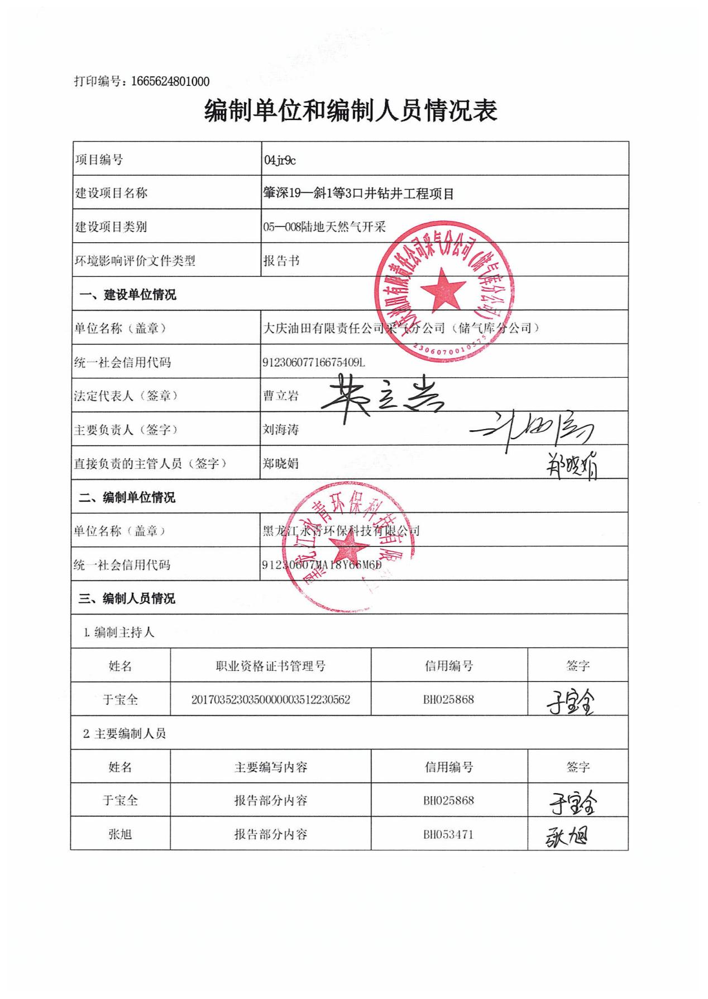 打印编号：1665624801000
编制单位和编制人员情况表
项目编号 04jr9c
建设项目名称 肇深19—斜1等3口井钻井工程项目
建设项目类别 05—008陆地天然气开采
环境影响评价文件类型 报告书
一、建设单位情况
单位名称（盖章） 大庆油田有限责任公司采气分公司（储气库分公司）
大庆油田有限责任公司采气分公司（储气库分公司）
2306070010575
统一社会信用代码 91230607716675409L
法定代表人（签章） 曹立岩 曹立岩
主要负责人（签字） 刘海涛
直接负责的主管人员（签字） 郑晓娟 郑晓娟
二、编制单位情况
单位名称（盖章） 黑龙江永青环保科技有限公司
黑龙江永青环保科技有限
统一社会信用代码 91230607MA18Y66M6D
三、编制人员情况
1.编制主持人
姓名 职业资格证书管理号 信用编号 签字
于宝全 2017035230350000003512230562 BH025868 于宝全
2 主要编制人员
姓名 主要编写内容 信用编号 签字
于宝全 报告部分内容 BH025868 于宝全
张旭 报告部分内容 BH053471 张旭